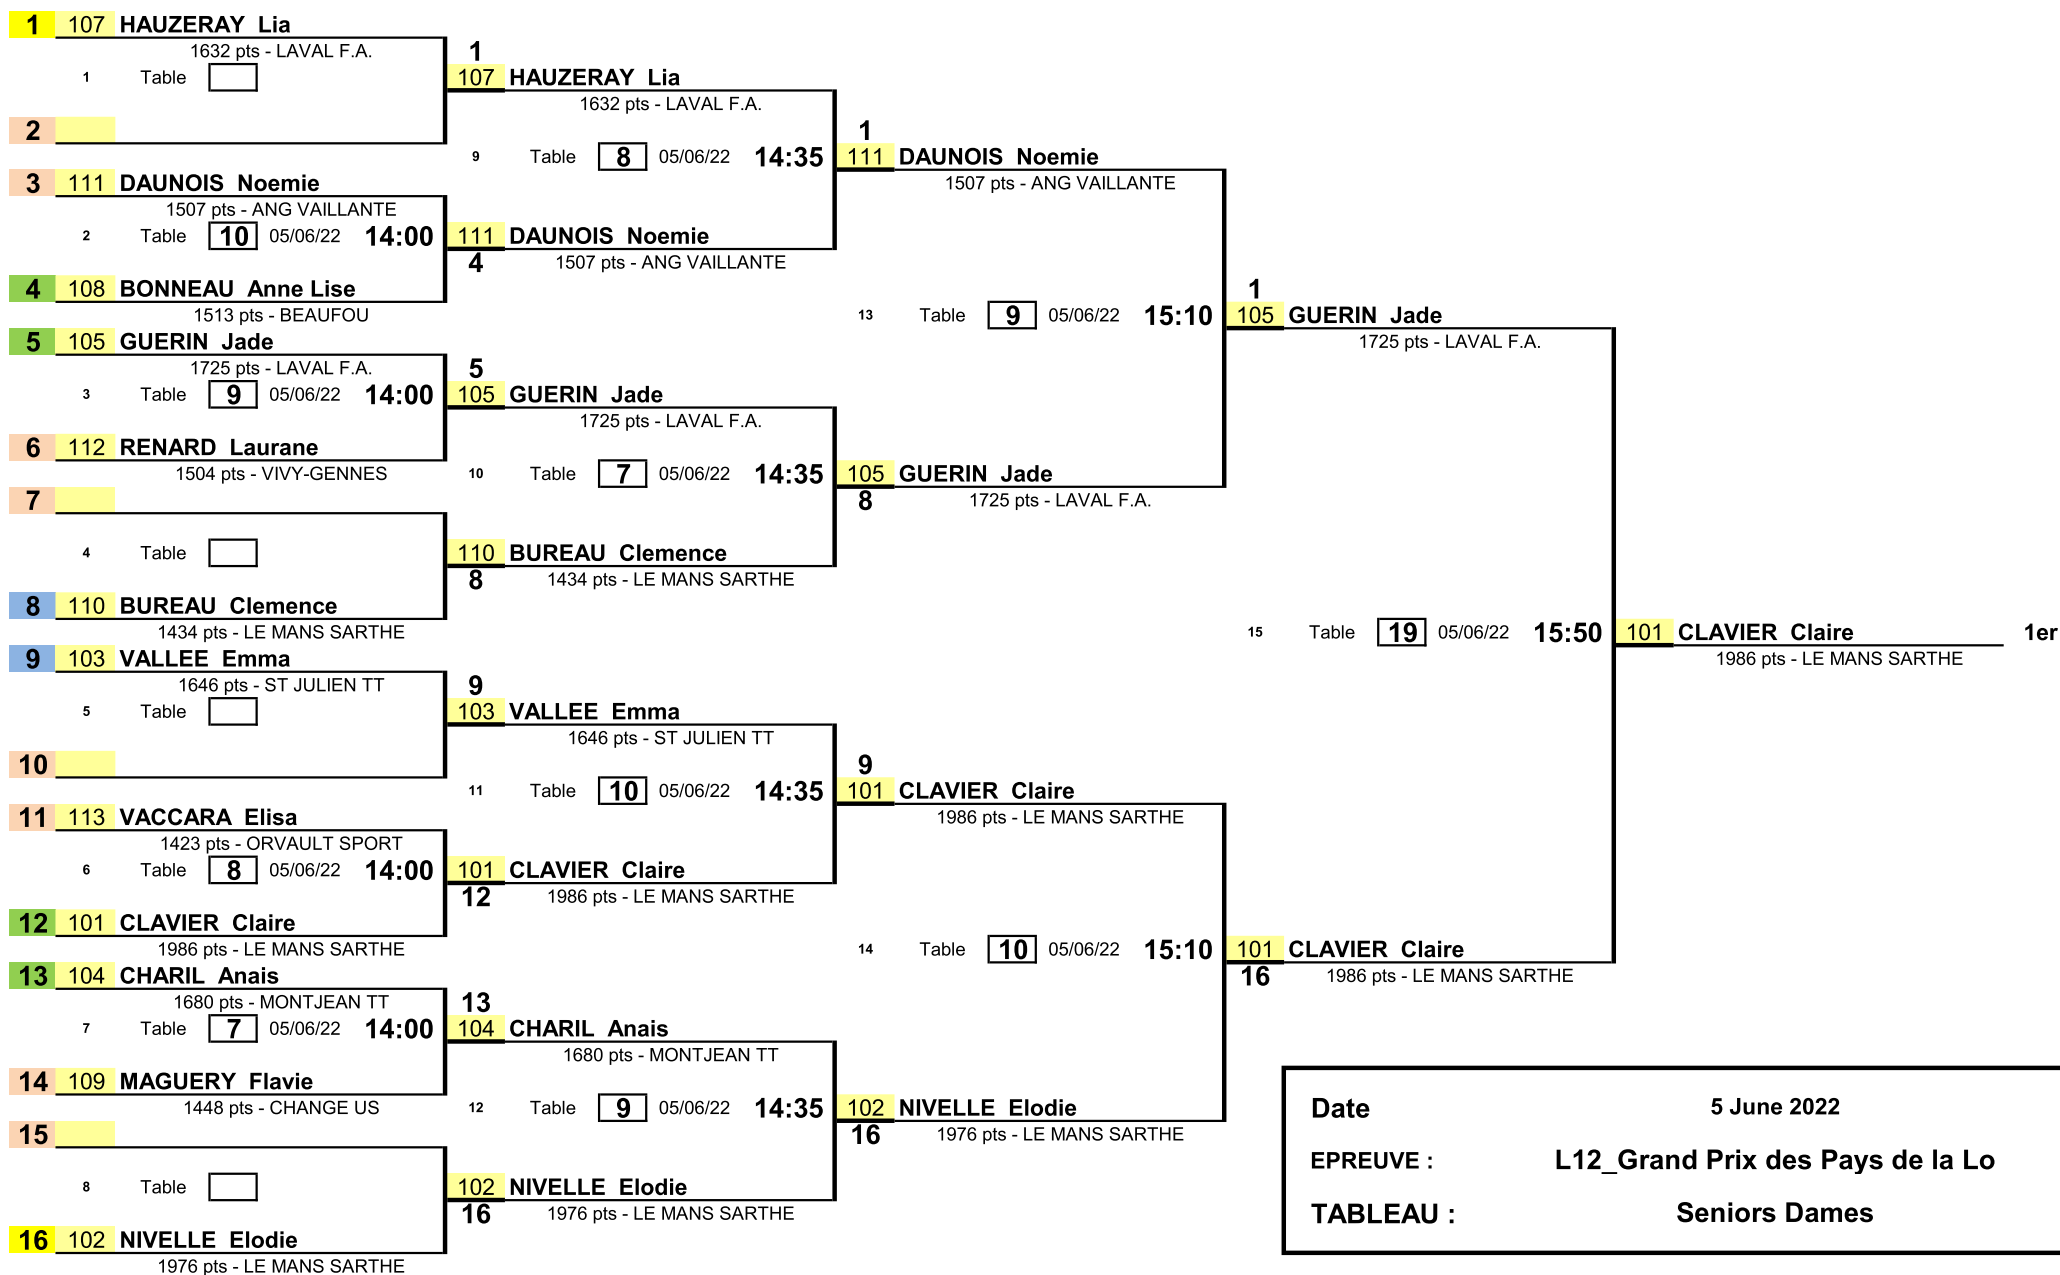 1 107 HAUZERAY Lia
1632 pts - LAVAL F.A.
1 Table
2
3 111 DAUNOIS Noemie
1507 pts - ANG VAILLANTE
2 Table 10 05/06/22 14:00
4 108 BONNEAU Anne Lise
1513 pts - BEAUFOU
5 105 GUERIN Jade
1725 pts - LAVAL F.A.
3 Table 9 05/06/22 14:00
6 112 RENARD Laurane
1504 pts - VIVY-GENNES
7
4 Table
8 110 BUREAU Clemence
1434 pts - LE MANS SARTHE
9 103 VALLEE Emma
1646 pts - ST JULIEN TT
5 Table
10
11 113 VACCARA Elisa
1423 pts - ORVAULT SPORT
6 Table 8 05/06/22 14:00
12 101 CLAVIER Claire
1986 pts - LE MANS SARTHE
13 104 CHARIL Anais
1680 pts - MONTJEAN TT
7 Table 7 05/06/22 14:00
14 109 MAGUERY Flavie
1448 pts - CHANGE US
15
8 Table
16 102 NIVELLE Elodie
1976 pts - LE MANS SARTHE
1
107 HAUZERAY Lia
1632 pts - LAVAL F.A.
9 Table 8 05/06/22 14:35
111 DAUNOIS Noemie
4
1507 pts - ANG VAILLANTE
5
105 GUERIN Jade
1725 pts - LAVAL F.A.
10 Table 7 05/06/22 14:35
110 BUREAU Clemence
8
1434 pts - LE MANS SARTHE
9
103 VALLEE Emma
1646 pts - ST JULIEN TT
11 Table 10 05/06/22 14:35
101 CLAVIER Claire
12
1986 pts - LE MANS SARTHE
13
104 CHARIL Anais
1680 pts - MONTJEAN TT
12 Table 9 05/06/22 14:35
102 NIVELLE Elodie
16
1976 pts - LE MANS SARTHE
1
111 DAUNOIS Noemie
1507 pts - ANG VAILLANTE
13 Table 9 05/06/22 15:10
105 GUERIN Jade
8
1725 pts - LAVAL F.A.
9
101 CLAVIER Claire
1986 pts - LE MANS SARTHE
14 Table 10 05/06/22 15:10
102 NIVELLE Elodie
16
1976 pts - LE MANS SARTHE
1
105 GUERIN Jade
1725 pts - LAVAL F.A.
15 Table 19 05/06/22 15:50
101 CLAVIER Claire
16
1986 pts - LE MANS SARTHE
101 CLAVIER Claire 1er
1986 pts - LE MANS SARTHE
Date 5 June 2022
EPREUVE : L12_Grand Prix des Pays de la Lo
TABLEAU : Seniors Dames